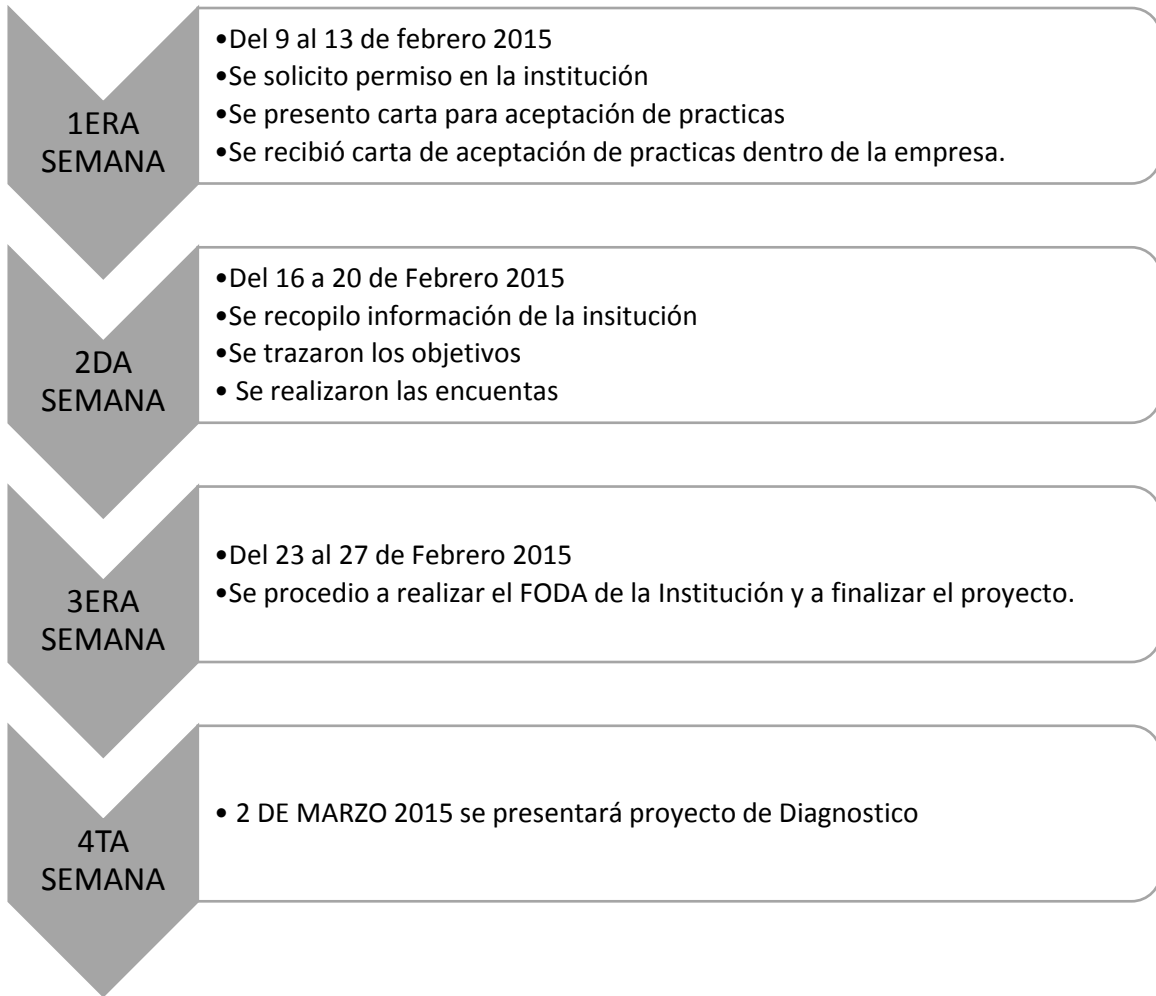 1ERA
SEMANA
•Del 9 al 13 de febrero 2015
•Se solicito permiso en la institución
•Se presento carta para aceptación de practicas
•Se recibió carta de aceptación de practicas dentro de la empresa.
2DA
SEMANA
•Del 16 a 20 de Febrero 2015
•Se recopilo información de la insitución
•Se trazaron los objetivos
• Se realizaron las encuentas
3ERA
SEMANA
•Del 23 al 27 de Febrero 2015
•Se procedio a realizar el FODA de la Institución y a finalizar el proyecto.
4TA
SEMANA
• 2 DE MARZO 2015 se presentará proyecto de Diagnostico